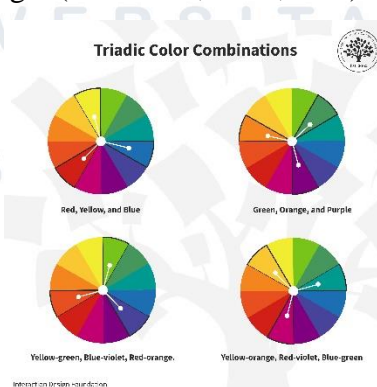 Triadic Color Combinations
Red, Yellow, and Blue
Green, Orange, and Purple
Yellow-green, Blue-violet, Red-orange.
Yellow-orange, Red-violet, Blue-green
Interaction Design Foundation